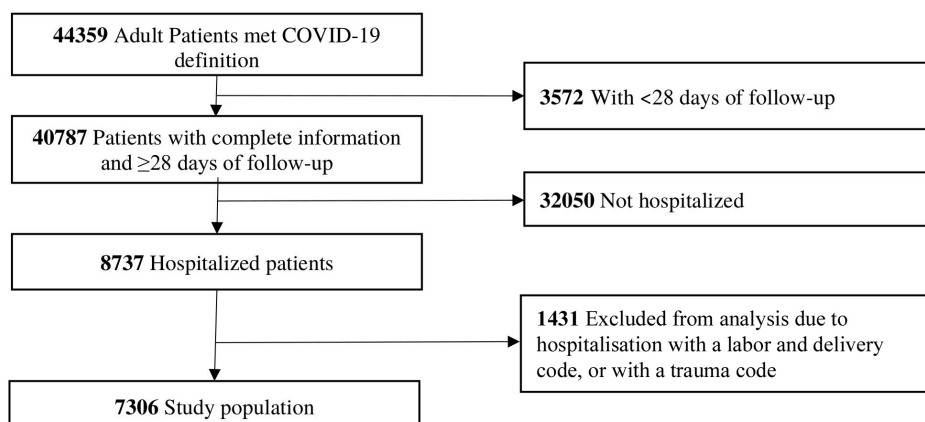 44359 Adult Patients met COVID-19
definition
3572 With <28 days of follow-up
40787 Patients with complete information
and ≥28 days of follow-up
32050 Not hospitalized
8737 Hospitalized patients
1431 Excluded from analysis due to
hospitalisation with a labor and delivery
code, or with a trauma code
7306 Study population